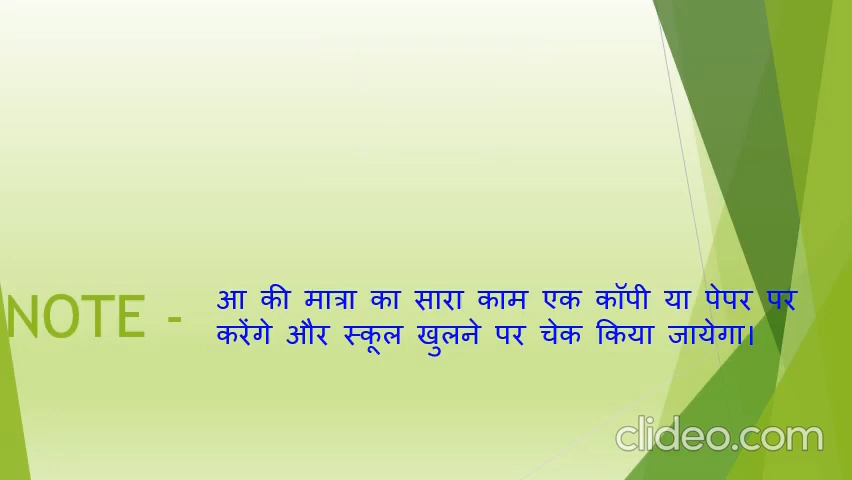 NOTE -
आ की मात्रा का सारा काम एक कॉपी या पेपर पर
करेंगे और स्कूल खुलने पर चेक किया जायेगा।
clideo.com